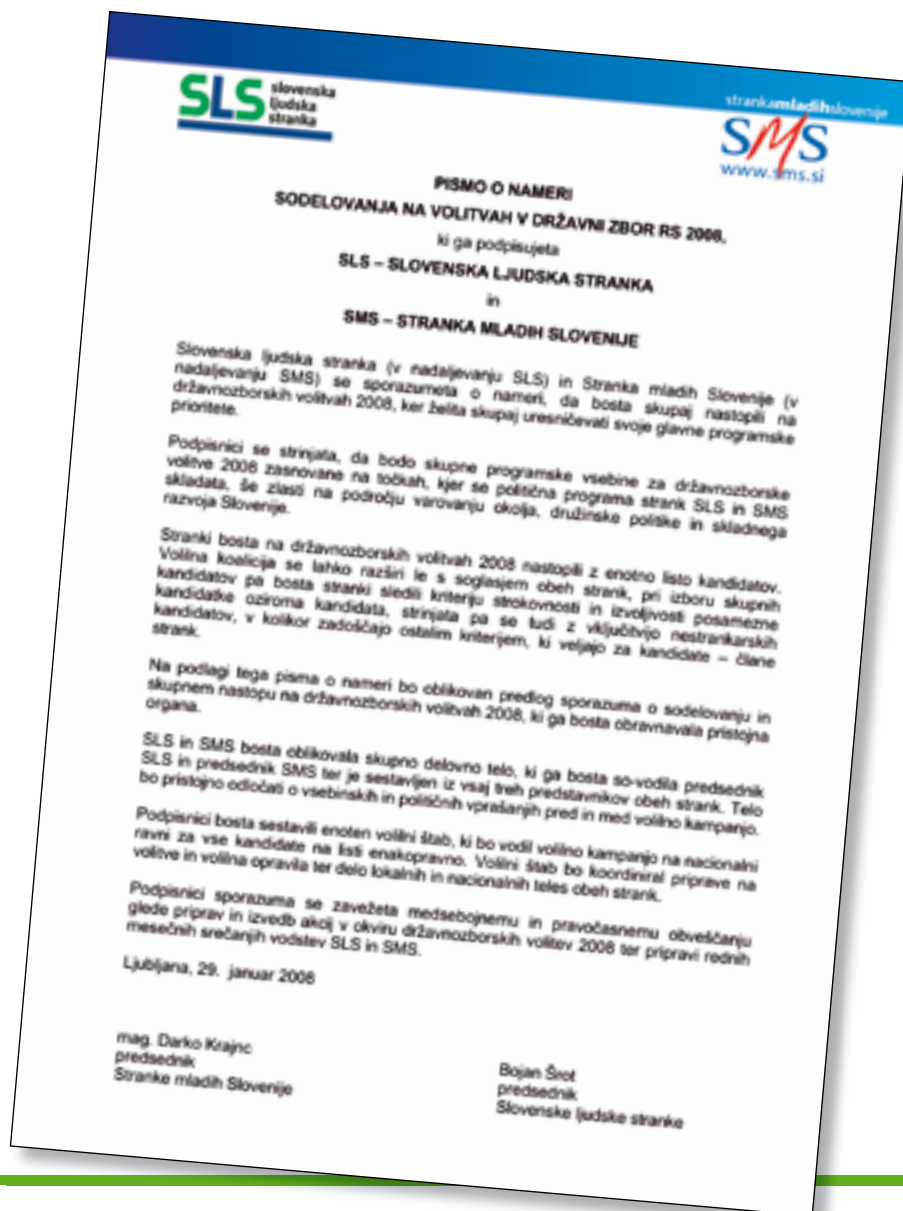 SLS slovenska
ljudska
stranka
strankamladihslovenije
SMS
www.sms.si
PISMO O NAMERI
SODELOVANJA NA VOLITVAH V DRŽAVNI ZBOR RS 2008,
ki ga podpisujeta
SLS – SLOVENSKA LJUDSKA STRANKA
in
SMS – STRANKA MLADIH SLOVENIJE
Slovenska ljudska stranka (v nadaljevanju SLS) in Stranka mladih Slovenije (v
nadaljevanju SMS) se sporazumeta o nameri, da bosta skupaj nastopili na
državnozborskih volitvah 2008, ker želita skupaj uresničevati svoje glavne programske
prioritete.
Podpisnici se strinjata, da bodo skupne programske vsebine za državnozborske
volitve 2008 zasnovane na točkah, kjer se politična programa strank SLS in SMS
skladata, še zlasti na področju varovanju okolja, družinske politike in skladnega
razvoja Slovenije.
Stranki bosta na državnozborskih volitvah 2008 nastopili z enotno listo kandidatov.
Volilna koalicija se lahko razširi le s soglasjem obeh strank, pri izboru skupnih
kandidatov pa bosta stranki sledili kriteriju strokovnosti in izvoljivosti posamezne
kandidatke oziroma kandidata, strinjata pa se tudi z vključitvijo nestrankarskih
kandidatov, v kolikor zadoščajo ostalim kriterijem, ki veljajo za kandidate – člane
strank.
Na podlagi tega pisma o nameri bo oblikovan predlog sporazuma o sodelovanju in
skupnem nastopu na državnozborskih volitvah 2008, ki ga bosta obravnavala pristojna
organa.
SLS in SMS bosta oblikovala skupno delovno telo, ki ga bosta so-vodila predsednik
SLS in predsednik SMS ter je sestavljen iz vsaj treh predstavnikov obeh strank. Telo
bo pristojno odločati o vsebinskih in političnih vprašanjih pred in med volilno kampanjo.
Podpisnici bosta sestavili enoten volilni štab, ki bo vodil volilno kampanjo na nacionalni
ravni za vse kandidate na listi enakopravno. Volilni štab bo koordiniral priprave na
volitve in volilna opravila ter delo lokalnih in nacionalnih teles obeh strank.
Podpisnici sporazuma se zavežeta medsebojnemu in pravočasnemu obveščanju
glede priprav in izvedb akcij v okviru državnozborskih volitev 2008 ter pripravi rednih
mesečnih srečanjih vodstev SLS in SMS.
Ljubljana, 29. januar 2008
mag. Darko Krajnc
predsednik
Stranke mladih Slovenije
Bojan Šrot
predsednik
Slovenske ljudske stranke